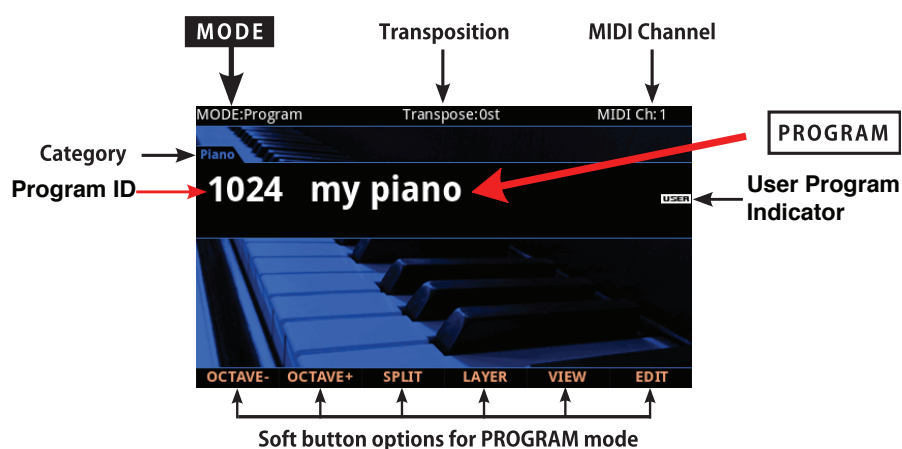 MODE
Transposition
MIDI Channel
MODE:Program
Transpose:0st
MIDI Ch: 1
PROGRAM
Category
Piano
Program ID
1024 my piano
USER
User Program
Indicator
OCTAVE- OCTAVE+ SPLIT LAYER VIEW EDIT
Soft button options for PROGRAM mode